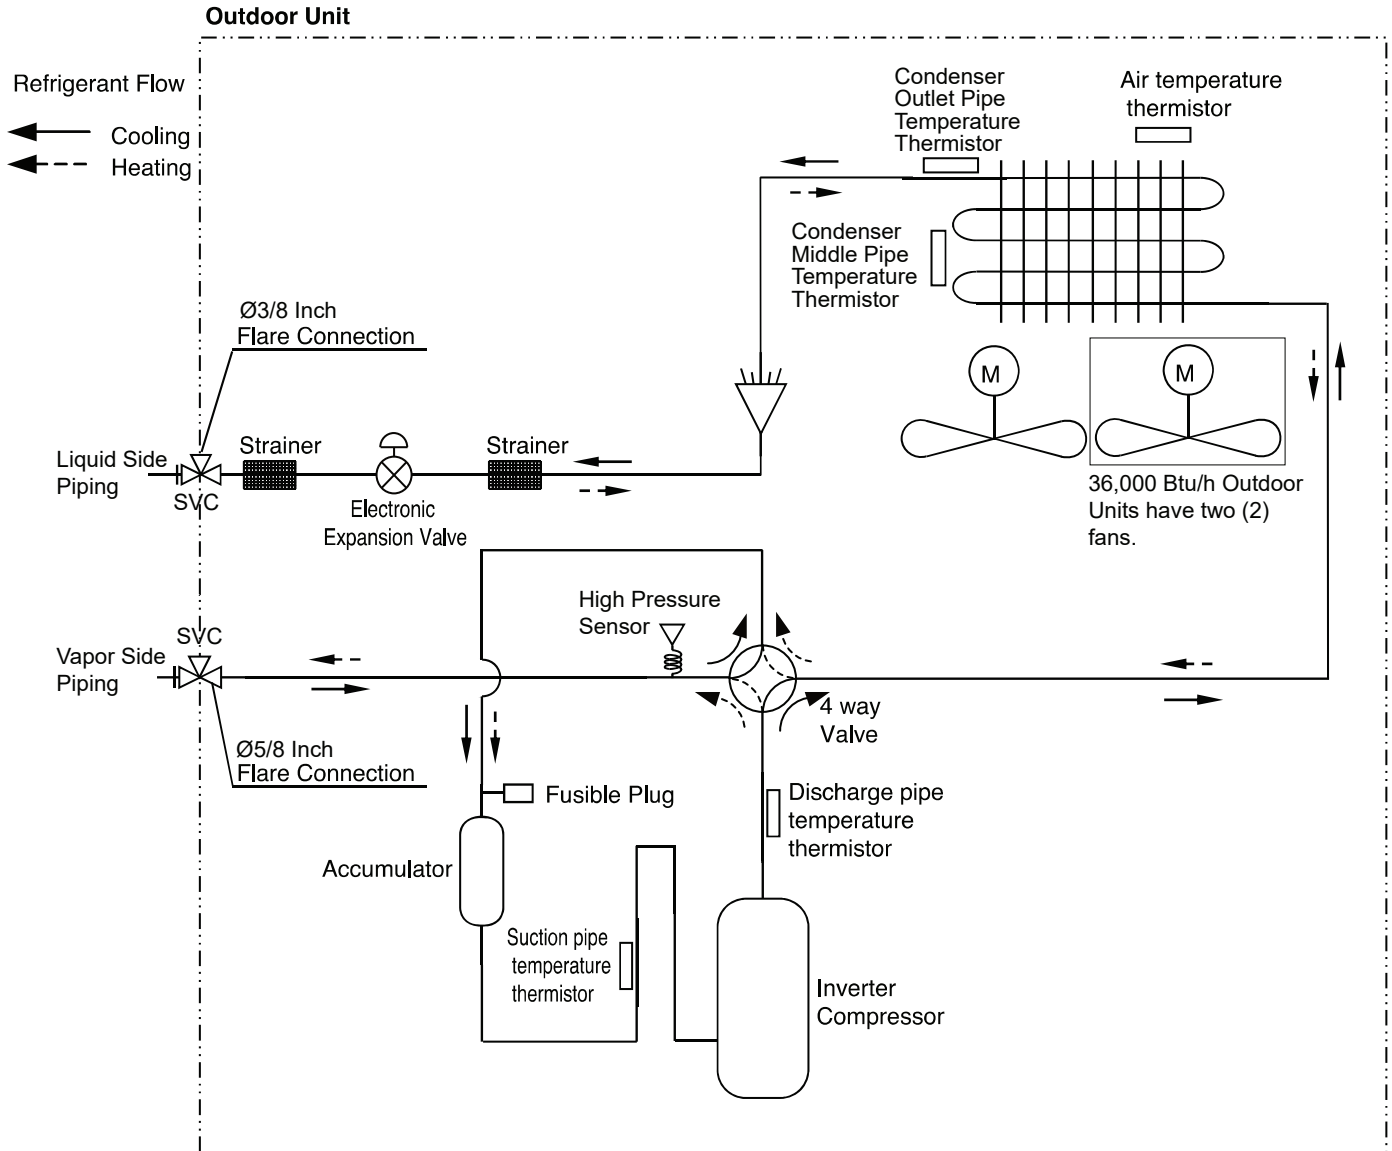 Outdoor Unit
Refrigerant Flow
Cooling
Heating
Condenser
Outlet Pipe
Temperature
Thermistor
Air temperature
thermistor
Condenser
Middle Pipe
Temperature
Thermistor
Ø3/8 Inch
Flare Connection
M
M
Strainer
Strainer
Liquid Side
Piping
SVC
Electronic
Expansion Valve
36,000 Btu/h Outdoor
Units have two (2)
fans.
High Pressure
Sensor
SVC
Vapor Side
Piping
4 way
Valve
Ø5/8 Inch
Flare Connection
Fusible Plug
Discharge pipe
temperature
thermistor
Accumulator
Suction pipe
temperature
thermistor
Inverter
Compressor